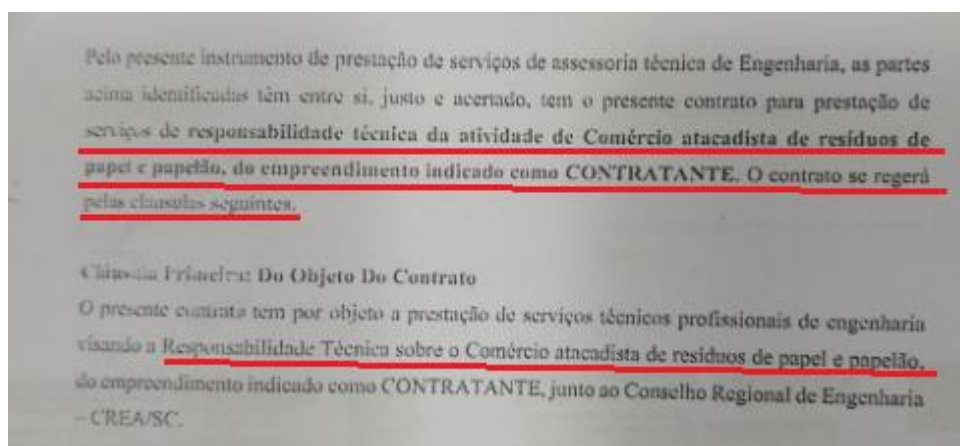 Pelo presente instrumento de prestação de serviços de assessoria técnica de Engenharia, as partes
acima identificadas têm entre si, justo e acertado, tem o presente contrato para prestação de
serviços de responsabilidade técnica da atividade de Comércio atacadista de resíduos de
papel e papelão, do empreendimento indicado como CONTRATANTE. O contrato se regerá
pelas clausulas seguintes.
Cláusula Primeira: Do Objeto Do Contrato
O presente contrata tem por objeto a prestação de serviços técnicos profissionais de engenharia
visando a Responsabilidade Técnica sobre o Comércio atacadista de resíduos de papel e papelão,
do empreendimento indicado como CONTRATANTE, junto ao Conselho Regional de Engenharia
– CREA/SC.